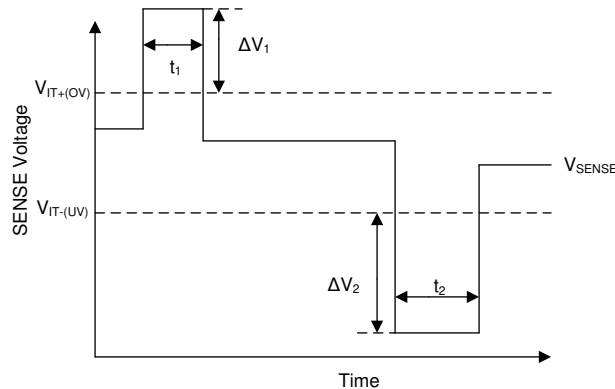 ΔV1
t1
VIT+(OV)
SENSE Voltage
VSENSE
VIT-(UV)
ΔV2
t2
Time